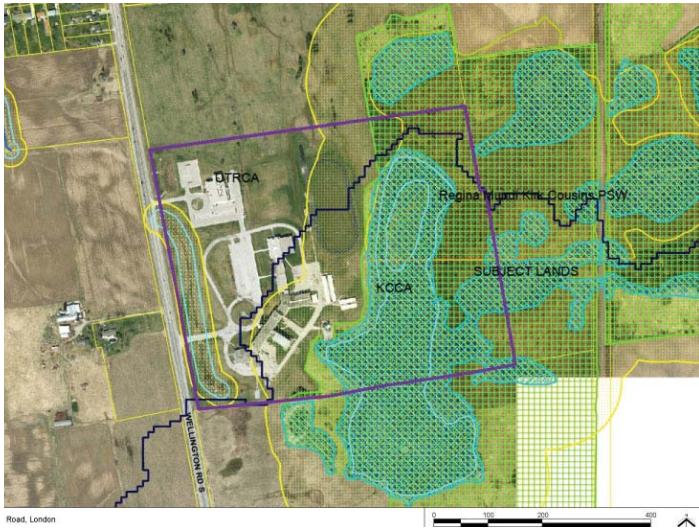 UTRCA
Regina Mundi Kirk Cousins PSW
SUBJECT LANDS
KCCA
WELLINGTON RD S
Road, London
0 100 200 400